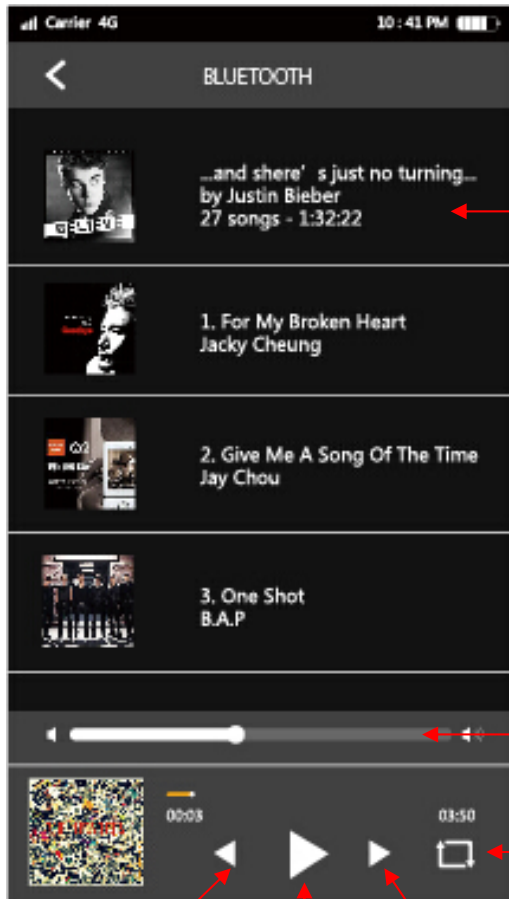 Carrier 4G
10:41 PM
BLUETOOTH
...and shere's just no turning...
by Justin Bieber
27 songs - 1:32:22
1. For My Broken Heart
Jacky Cheung
2. Give Me A Song Of The Time
Jay Chou
3. One Shot
B.A.P
00:03
03:50